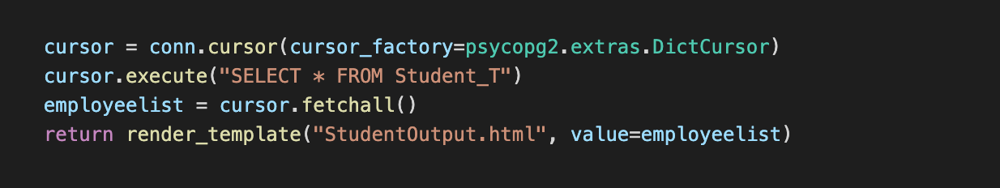 cursor = conn.cursor(cursor_factory=psycopg2.extras.DictCursor)
cursor.execute("SELECT * FROM Student_T")
employeelist = cursor.fetchall()
return render_template("StudentOutput.html", value=employeelist)